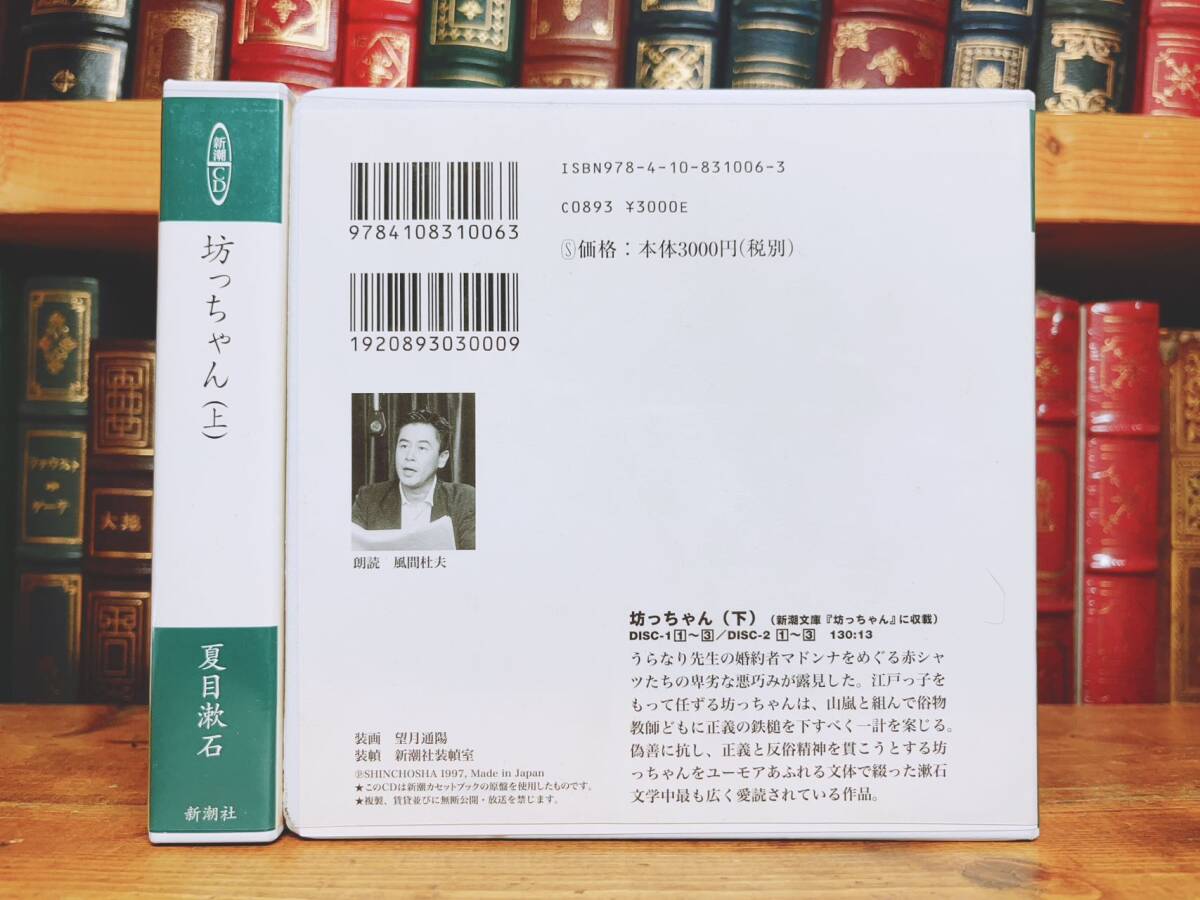 新潮
CD
坊っちゃん(上)
夏目漱石
新潮社
ISBN978-4-10-831006-3
C0893 ¥3000E
Ⓢ価格：本体3000円(税別)
9784108310063
1920893030009
朗読 風間杜夫
坊っちゃん（下）（新潮文庫『坊っちゃん』に収載）
DISC-1 1〜3／DISC-2 1〜3 130:13
うらなり先生の婚約者マドンナをめぐる赤シャ
ツたちの卑劣な悪巧みが露見した。江戸っ子を
もって任ずる坊っちゃんは、山嵐と組んで俗物
教師どもに正義の鉄槌を下すべく一計を案じる。
偽善に抗し、正義と反俗精神を貫こうとする坊
っちゃんをユーモアあふれる文体で綴った漱石
文学中最も広く愛読されている作品。
装画 望月通陽
装幀 新潮社装幀室
ⓅSHINCHOSHA 1997, Made in Japan
★このCDは新潮カセットブックの原盤を使用したものです。
★複製、賃貸並びに無断公開・放送を禁じます。
ファウスト
ゲーテ
大地